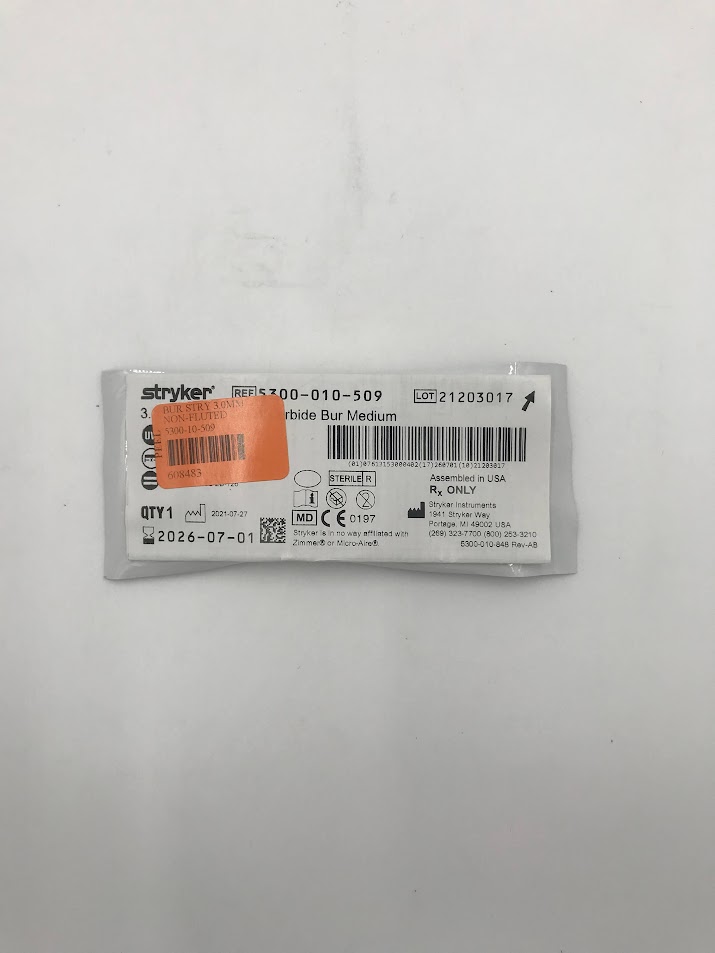 stryker®
REF 5300-010-509
LOT 21203017
3. rbide Bur Medium
BUR STRY 3.0MM
NON-FLUTED
5300-10-509
608483
(01)07613153000402(17)260701(10)21203017
STERILE R
Assembled in USA
Rx ONLY
QTY 1
2021-07-27
MD CE 0197
Stryker Instruments
1941 Stryker Way
Portage, MI 49002 USA
(269) 323-7700 (800) 253-3210
2026-07-01
Stryker is in no way affiliated with
Zimmer® or Micro-Aire®.
5300-010-848 Rev-AB